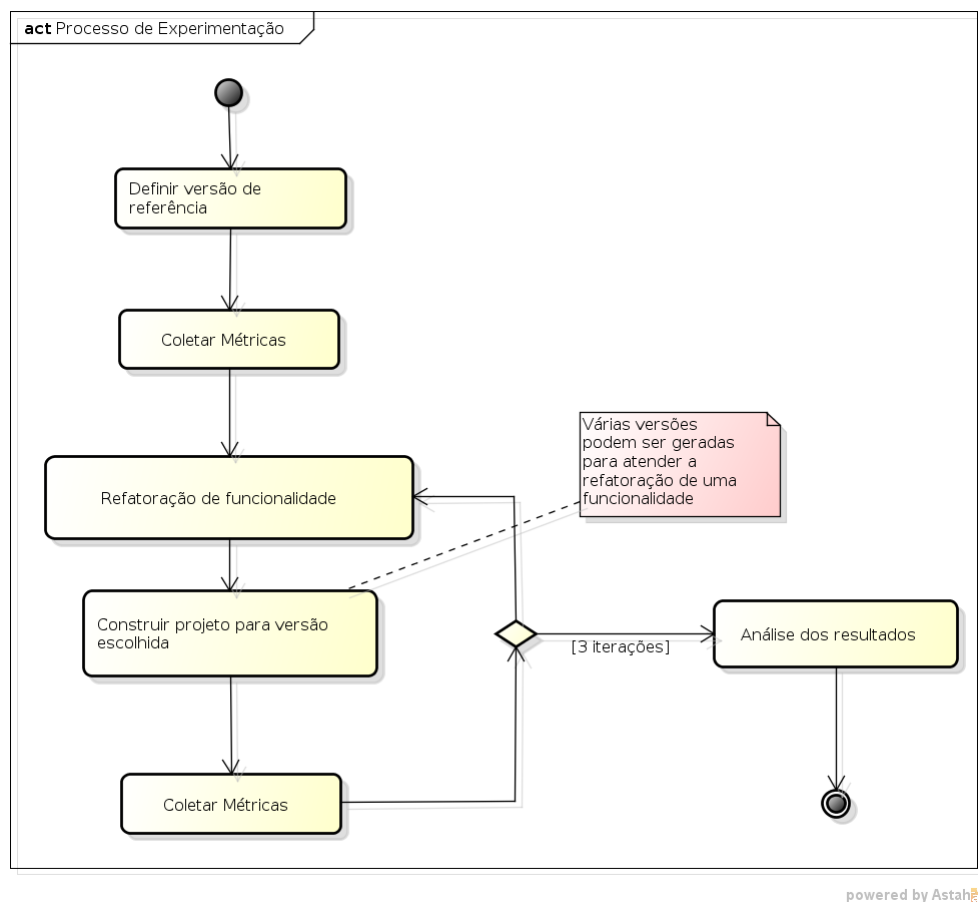 act Processo de Experimentação
Definir versão de
referência
Coletar Métricas
Várias versões
podem ser geradas
para atender a
refatoração de uma
funcionalidade
Refatoração de funcionalidade
Construir projeto para versão
escolhida
[3 iterações]
Análise dos resultados
Coletar Métricas
powered by Astah